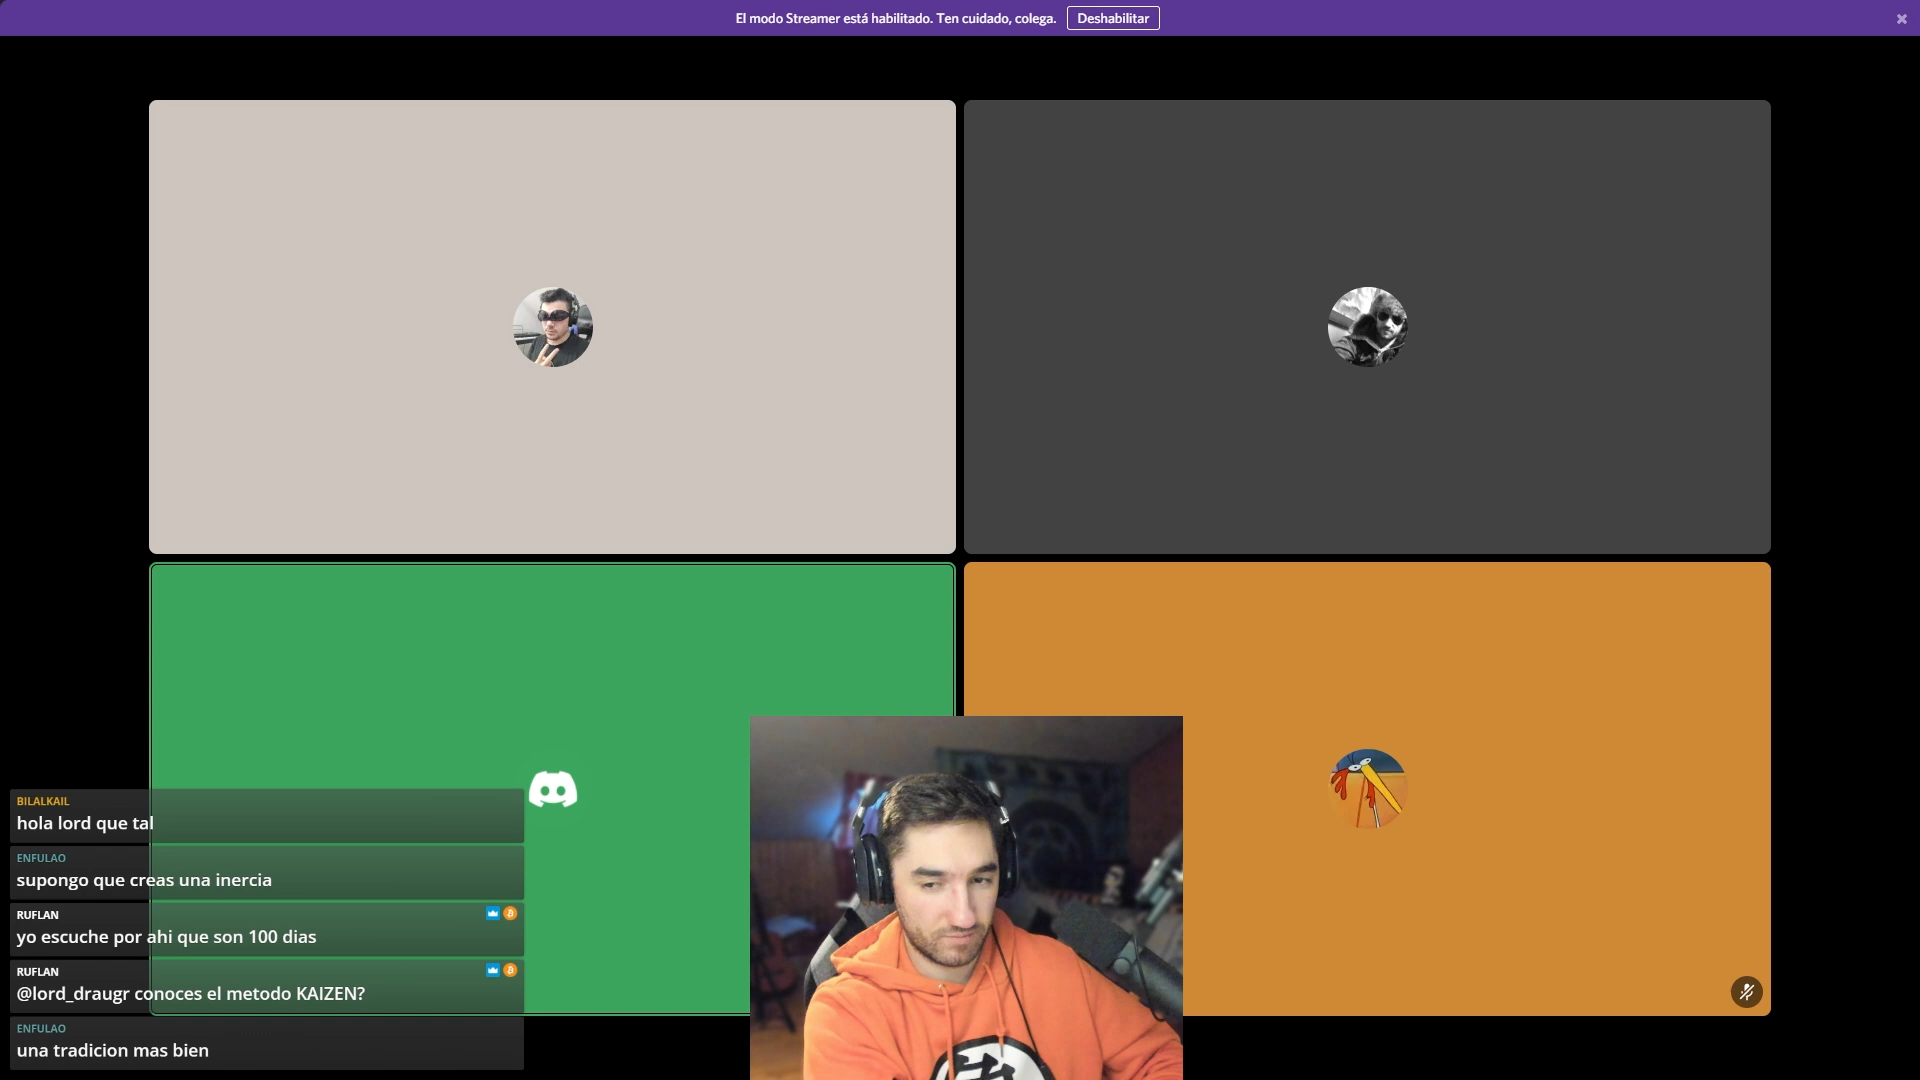 El modo Streamer está habilitado. Ten cuidado, colega.
Deshabilitar
BILALKAIL
hola lord que tal
ENFULAO
supongo que creas una inercia
RUFLAN
yo escuche por ahi que son 100 dias
RUFLAN
@lord_draugr conoces el metodo KAIZEN?
ENFULAO
una tradicion mas bien